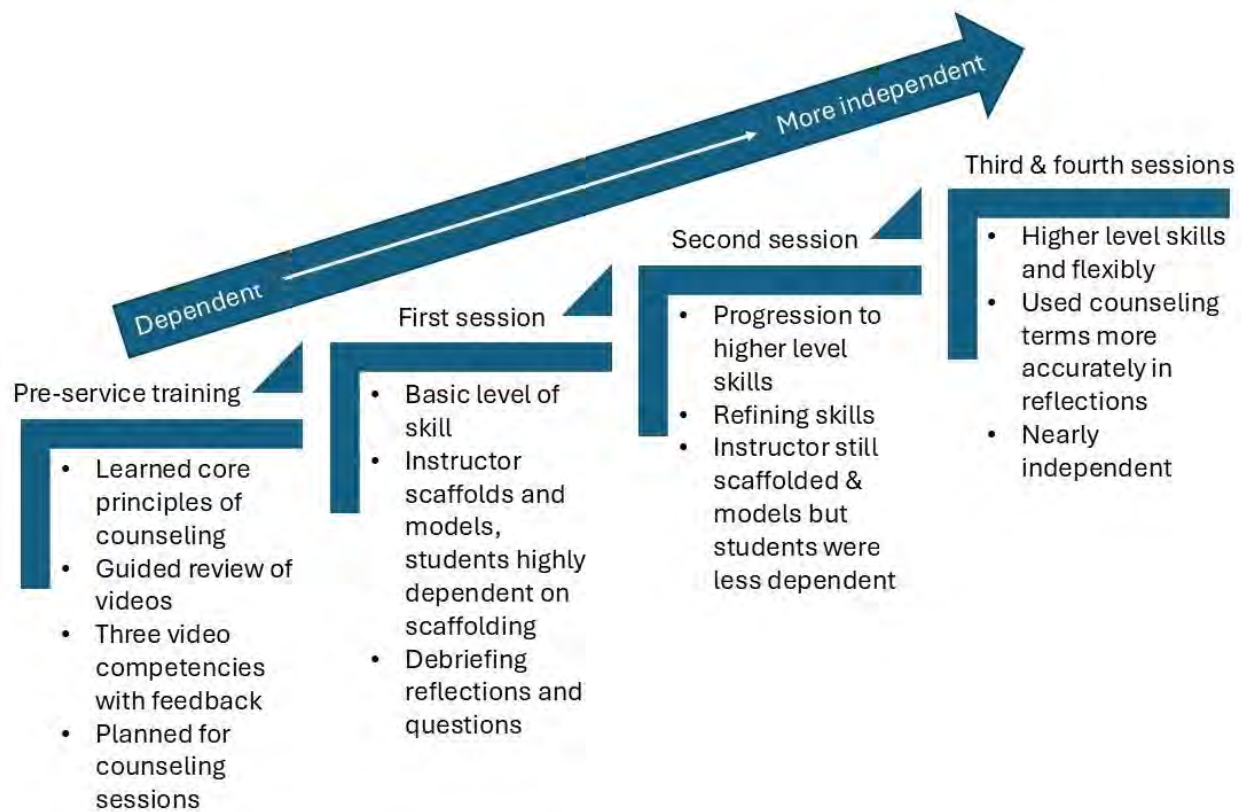 Dependent
More independent
Pre-service training
• Learned core
principles of
counseling
• Guided review of
videos
• Three video
competencies
with feedback
• Planned for
counseling
sessions
First session
• Basic level of
skill
• Instructor
scaffolds and
models,
students highly
dependent on
scaffolding
• Debriefing
reflections and
questions
Second session
• Progression to
higher level
skills
• Refining skills
• Instructor still
scaffolded &
models but
students were
less dependent
Third & fourth sessions
• Higher level skills
and flexibly
• Used counseling
terms more
accurately in
reflections
• Nearly
independent